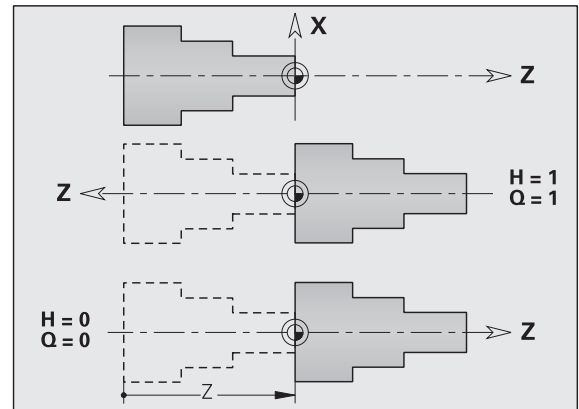 X
Z
Z
H = 1
Q = 1
H = 0
Q = 0
Z
Z